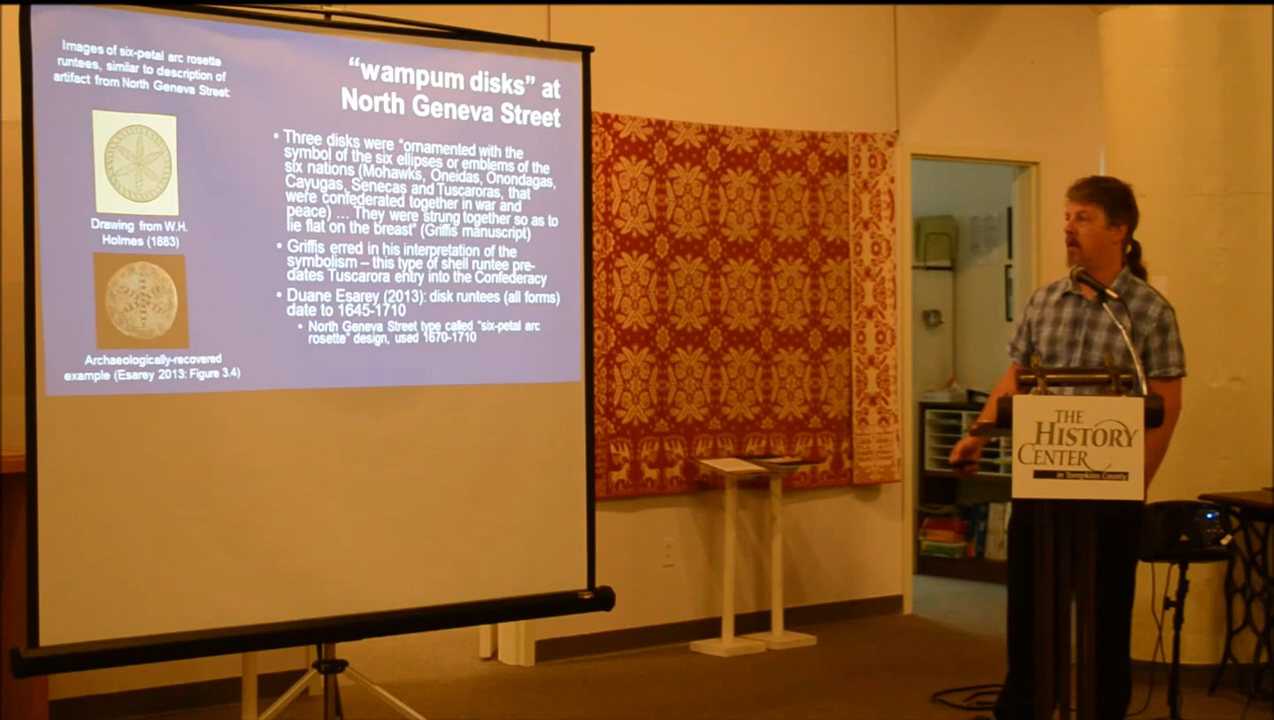 Images of six-petal arc rosette
runtees, similar to description of
artifact from North Geneva Street:
Drawing from W.H.
Holmes (1883)
Archaeologically-recovered
example (Esarey 2013: Figure 3.4)
“wampum disks” at
North Geneva Street
• Three disks were “ornamented with the
symbol of the six ellipses or emblems of the
six nations (Mohawks, Oneidas, Onondagas,
Cayugas, Senecas and Tuscaroras, that
were confederated together in war and
peace) ... They were strung together so as to
lie flat on the breast” (Griffis manuscript)
• Griffis erred in his interpretation of the
symbolism – this type of shell runtee pre-
dates Tuscarora entry into the Confederacy
• Duane Esarey (2013): disk runtees (all forms)
date to 1645-1710
• North Geneva Street type called “six-petal arc
rosette” design, used 1670-1710
THE
HISTORY
CENTER
in Tompkins County